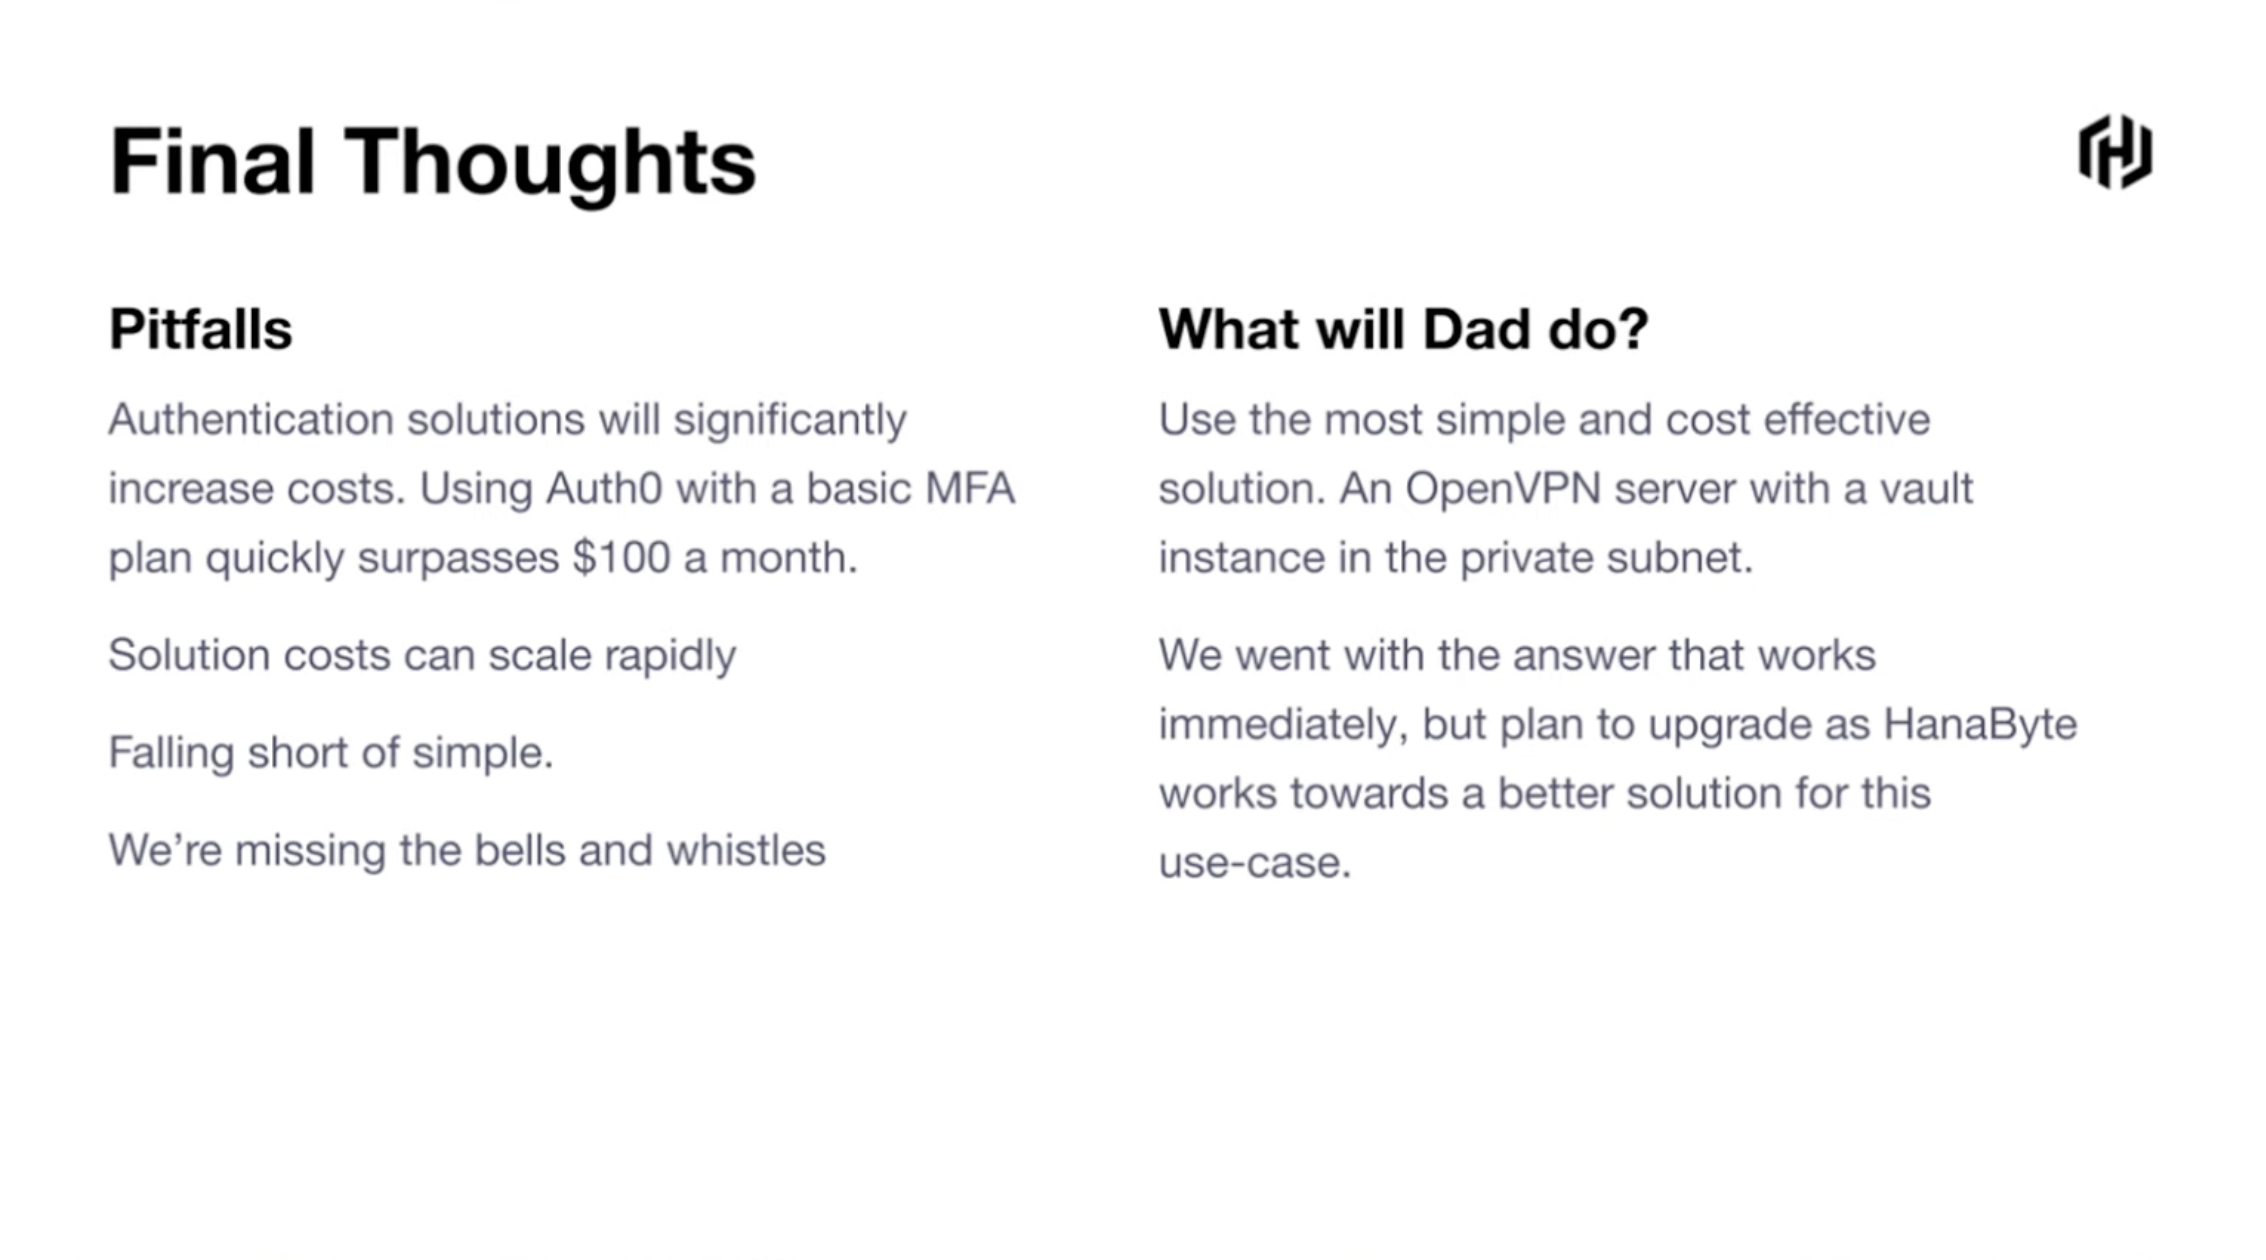 Final Thoughts
Pitfalls
Authentication solutions will significantly
increase costs. Using Auth0 with a basic MFA
plan quickly surpasses $100 a month.
Solution costs can scale rapidly
Falling short of simple.
We’re missing the bells and whistles
What will Dad do?
Use the most simple and cost effective
solution. An OpenVPN server with a vault
instance in the private subnet.
We went with the answer that works
immediately, but plan to upgrade as HanaByte
works towards a better solution for this
use-case.